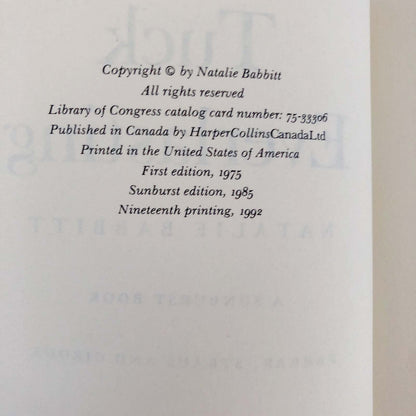 Copyright © by Natalie Babbitt
All rights reserved
Library of Congress catalog card number: 75-33306
Published in Canada by HarperCollinsCanadaLtd
Printed in the United States of America
First edition, 1975
Sunburst edition, 1985
Nineteenth printing, 1992